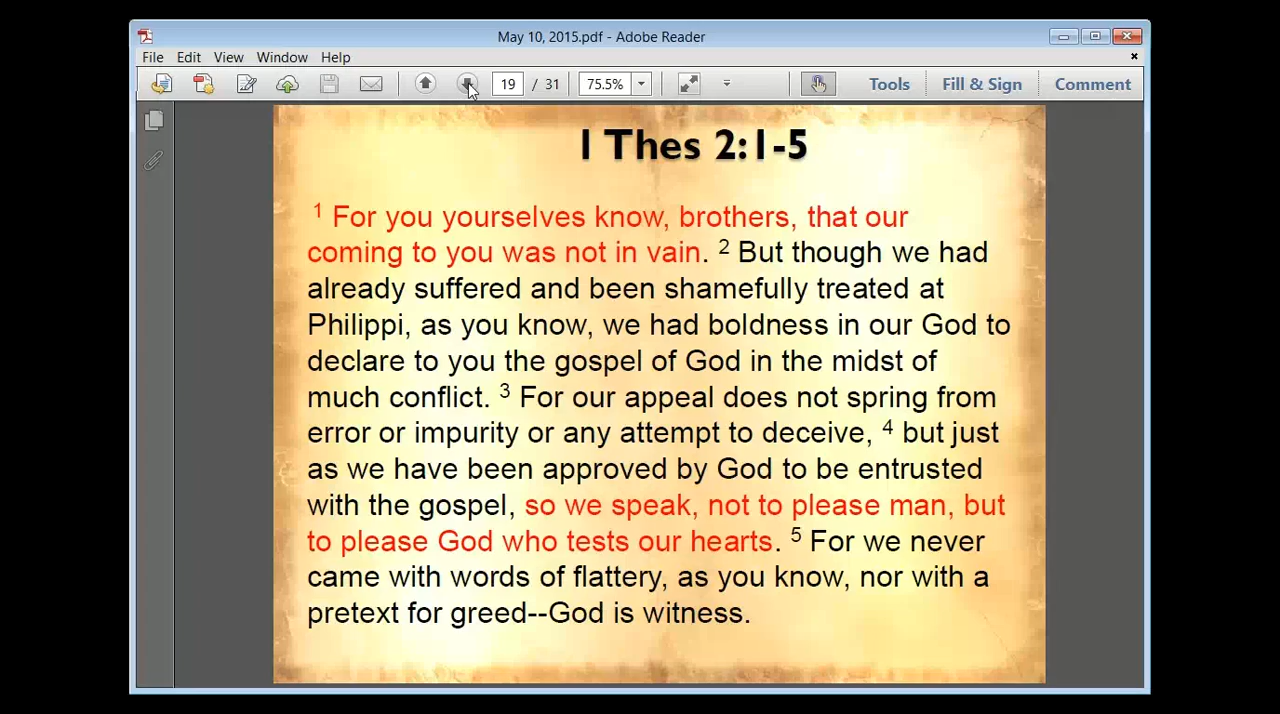 May 10, 2015.pdf - Adobe Reader
File Edit View Window Help
19 / 31 75.5% Tools Fill & Sign Comment
I Thes 2:1-5
1 For you yourselves know, brothers, that our
coming to you was not in vain. 2 But though we had
already suffered and been shamefully treated at
Philippi, as you know, we had boldness in our God to
declare to you the gospel of God in the midst of
much conflict. 3 For our appeal does not spring from
error or impurity or any attempt to deceive, 4 but just
as we have been approved by God to be entrusted
with the gospel, so we speak, not to please man, but
to please God who tests our hearts. 5 For we never
came with words of flattery, as you know, nor with a
pretext for greed--God is witness.